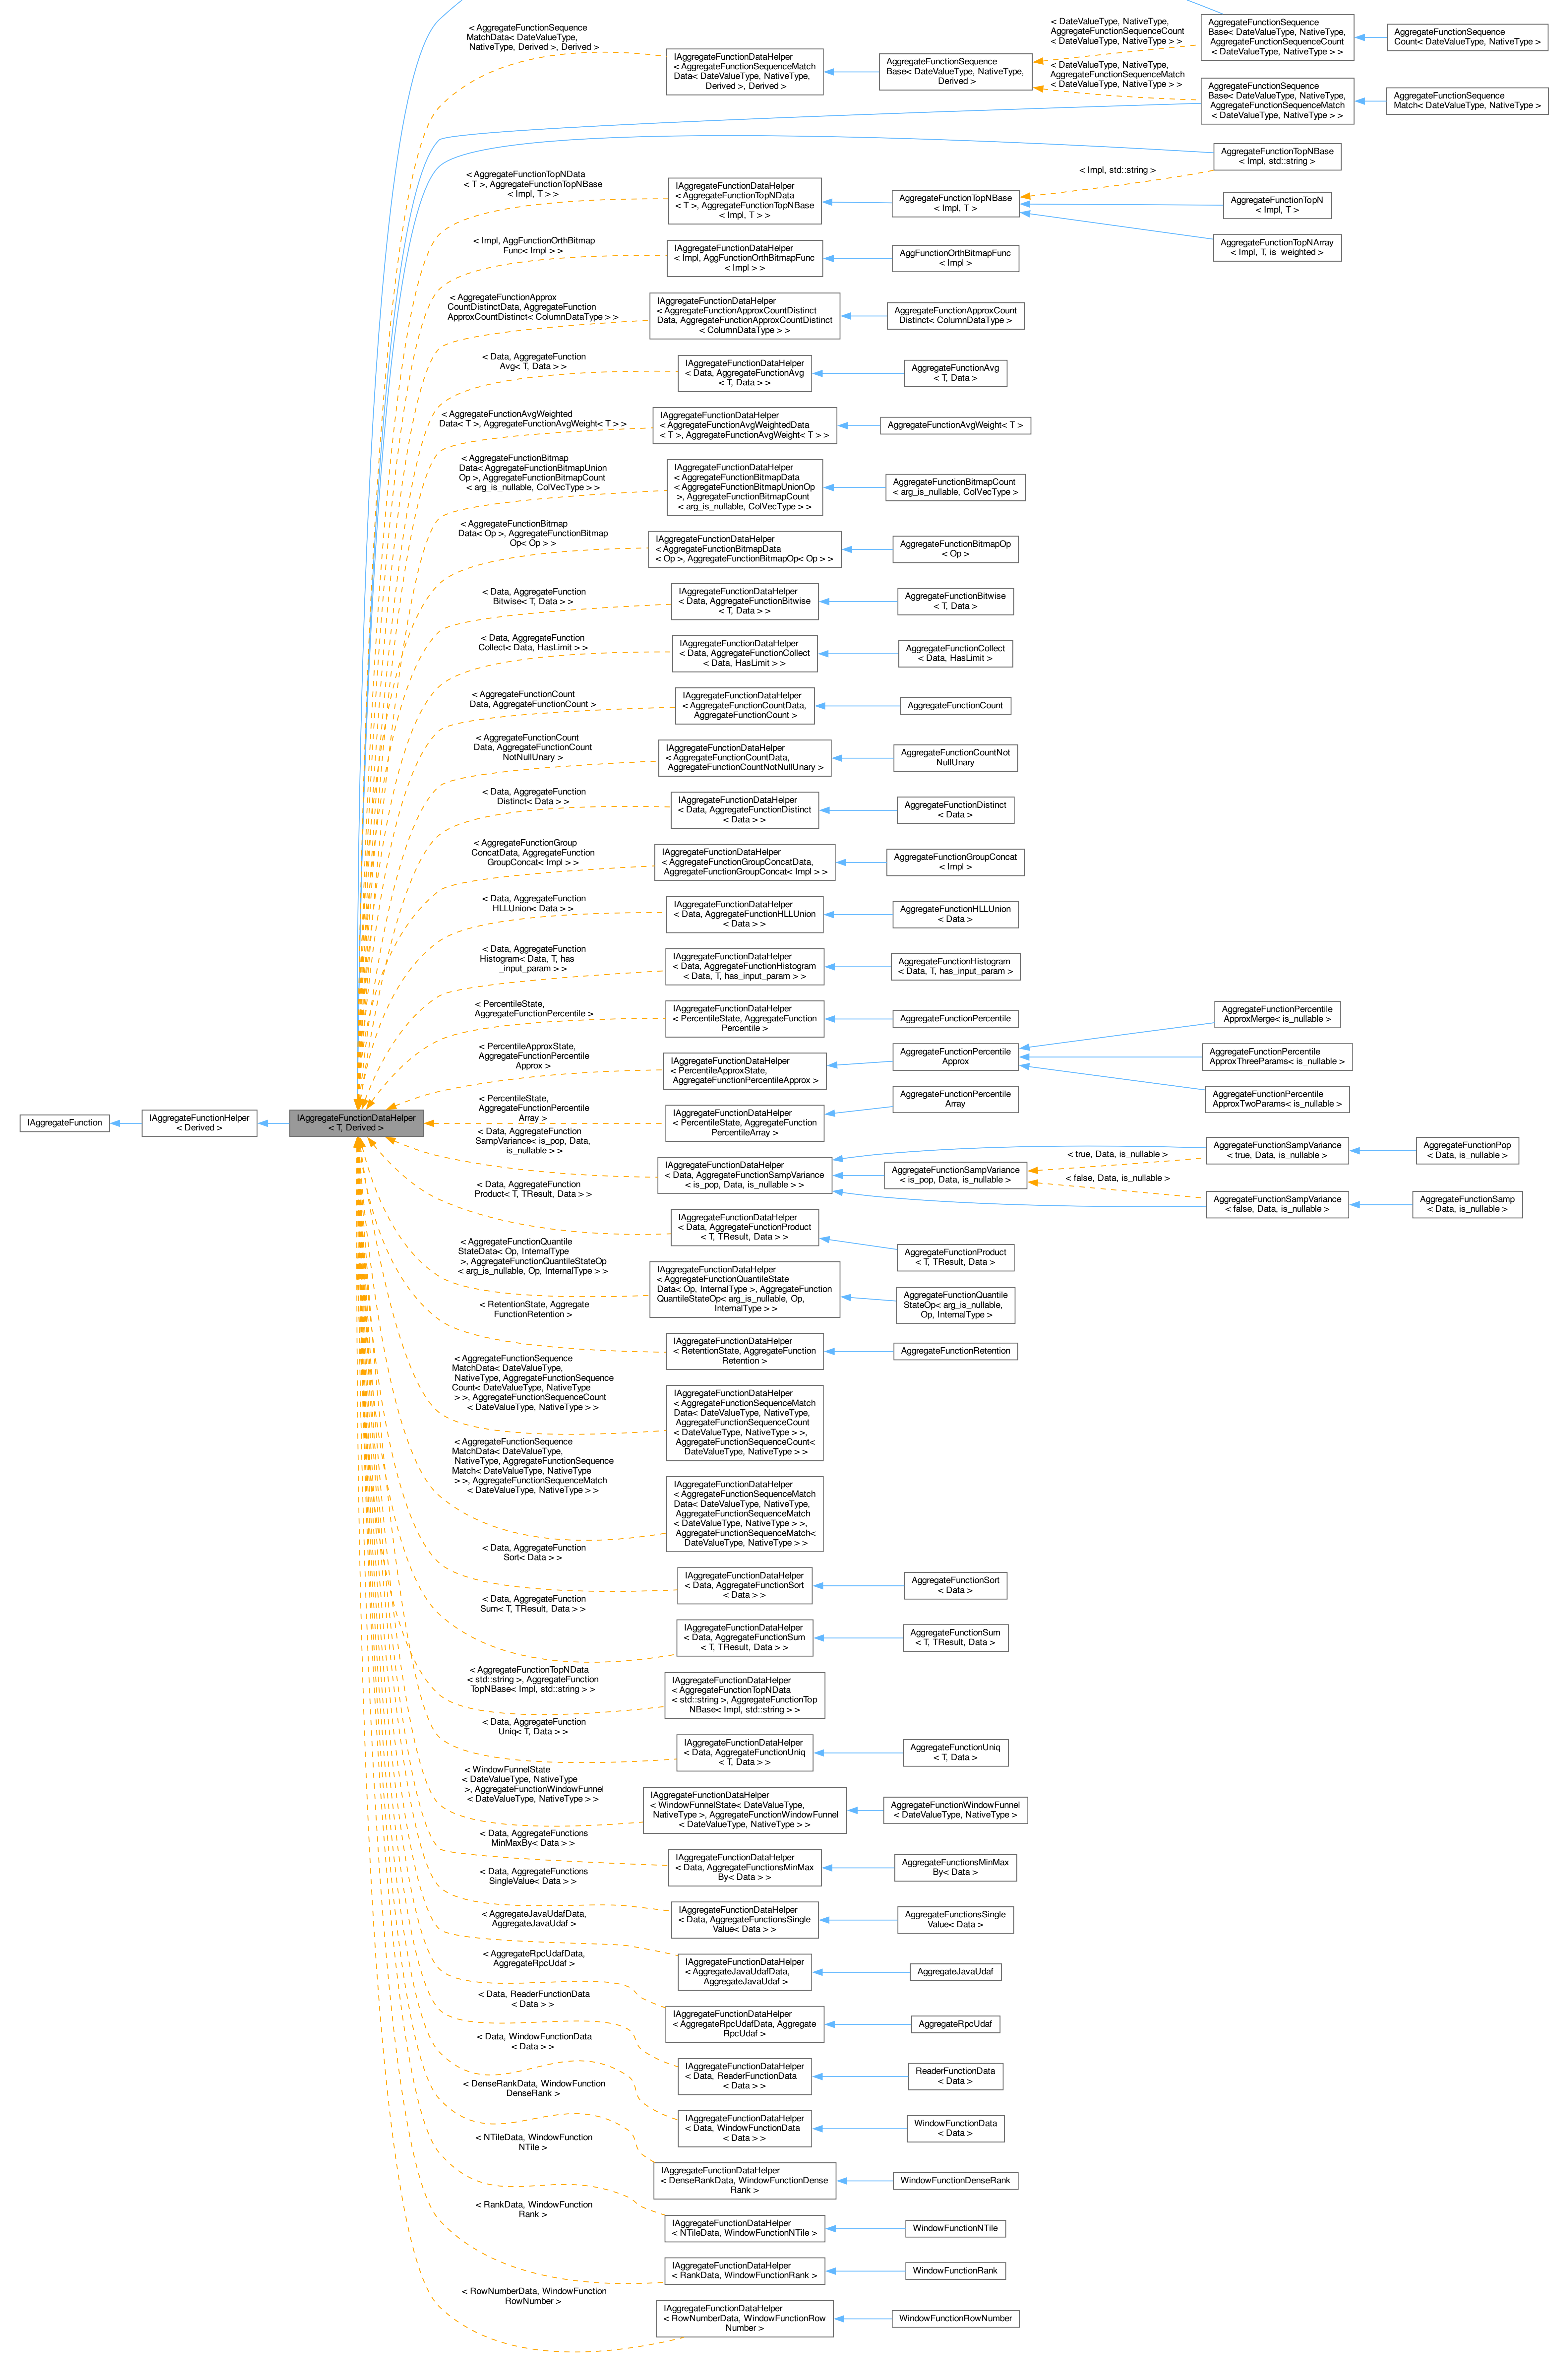 < AggregateFunctionSequence
MatchData< DateValueType,
NativeType, Derived >, Derived >
IAggregateFunctionDataHelper
< AggregateFunctionSequenceMatch
Data< DateValueType, NativeType,
Derived >, Derived >
AggregateFunctionSequence
Base< DateValueType, NativeType,
Derived >
< DateValueType, NativeType,
AggregateFunctionSequenceCount
< DateValueType, NativeType > >
< DateValueType, NativeType,
AggregateFunctionSequenceMatch
< DateValueType, NativeType > >
AggregateFunctionSequence
Base< DateValueType, NativeType,
AggregateFunctionSequenceCount
< DateValueType, NativeType > >
AggregateFunctionSequence
Count< DateValueType, NativeType >
AggregateFunctionSequence
Base< DateValueType, NativeType,
AggregateFunctionSequenceMatch
< DateValueType, NativeType > >
AggregateFunctionSequence
Match< DateValueType, NativeType >
< AggregateFunctionTopNData
< T >, AggregateFunctionTopNBase
< Impl, T > >
IAggregateFunctionDataHelper
< AggregateFunctionTopNData
< T >, AggregateFunctionTopNBase
< Impl, T > >
AggregateFunctionTopNBase
< Impl, T >
< Impl, std::string >
AggregateFunctionTopNBase
< Impl, std::string >
AggregateFunctionTopN
< Impl, T >
AggregateFunctionTopNArray
< Impl, T, is_weighted >
< Impl, AggFunctionOrthBitmap
Func< Impl > >
IAggregateFunctionDataHelper
< Impl, AggFunctionOrthBitmapFunc
< Impl > >
AggFunctionOrthBitmapFunc
< Impl >
< AggregateFunctionApprox
CountDistinctData, AggregateFunction
ApproxCountDistinct< ColumnDataType > >
IAggregateFunctionDataHelper
< AggregateFunctionApproxCountDistinct
Data, AggregateFunctionApproxCountDistinct
< ColumnDataType > >
AggregateFunctionApproxCount
Distinct< ColumnDataType >
< Data, AggregateFunction
Avg< T, Data > >
IAggregateFunctionDataHelper
< Data, AggregateFunctionAvg
< T, Data > >
AggregateFunctionAvg
< T, Data >
< AggregateFunctionAvgWeighted
Data< T >, AggregateFunctionAvgWeight< T > >
IAggregateFunctionDataHelper
< AggregateFunctionAvgWeightedData
< T >, AggregateFunctionAvgWeight< T > >
AggregateFunctionAvgWeight< T >
< AggregateFunctionBitmap
Data< AggregateFunctionBitmapUnion
Op >, AggregateFunctionBitmapCount
< arg_is_nullable, ColVecType > >
IAggregateFunctionDataHelper
< AggregateFunctionBitmapData
< AggregateFunctionBitmapUnionOp
>, AggregateFunctionBitmapCount
< arg_is_nullable, ColVecType > >
AggregateFunctionBitmapCount
< arg_is_nullable, ColVecType >
< AggregateFunctionBitmap
Data< Op >, AggregateFunctionBitmap
Op< Op > >
IAggregateFunctionDataHelper
< AggregateFunctionBitmapData
< Op >, AggregateFunctionBitmapOp< Op > >
AggregateFunctionBitmapOp
< Op >
< Data, AggregateFunction
Bitwise< T, Data > >
IAggregateFunctionDataHelper
< Data, AggregateFunctionBitwise
< T, Data > >
AggregateFunctionBitwise
< T, Data >
< Data, AggregateFunction
Collect< Data, HasLimit > >
IAggregateFunctionDataHelper
< Data, AggregateFunctionCollect
< Data, HasLimit > >
AggregateFunctionCollect
< Data, HasLimit >
< AggregateFunctionCount
Data, AggregateFunctionCount >
IAggregateFunctionDataHelper
< AggregateFunctionCountData,
AggregateFunctionCount >
AggregateFunctionCount
< AggregateFunctionCount
Data, AggregateFunctionCount
NotNullUnary >
IAggregateFunctionDataHelper
< AggregateFunctionCountData,
AggregateFunctionCountNotNullUnary >
AggregateFunctionCountNot
NullUnary
< Data, AggregateFunction
Distinct< Data > >
IAggregateFunctionDataHelper
< Data, AggregateFunctionDistinct
< Data > >
AggregateFunctionDistinct
< Data >
< AggregateFunctionGroup
ConcatData, AggregateFunction
GroupConcat< Impl > >
IAggregateFunctionDataHelper
< AggregateFunctionGroupConcatData,
AggregateFunctionGroupConcat< Impl > >
AggregateFunctionGroupConcat
< Impl >
< Data, AggregateFunction
HLLUnion< Data > >
IAggregateFunctionDataHelper
< Data, AggregateFunctionHLLUnion
< Data > >
AggregateFunctionHLLUnion
< Data >
< Data, AggregateFunction
Histogram< Data, T, has
_input_param > >
IAggregateFunctionDataHelper
< Data, AggregateFunctionHistogram
< Data, T, has_input_param > >
AggregateFunctionHistogram
< Data, T, has_input_param >
< PercentileState,
AggregateFunctionPercentile >
IAggregateFunctionDataHelper
< PercentileState, AggregateFunction
Percentile >
AggregateFunctionPercentile
< PercentileApproxState,
AggregateFunctionPercentile
Approx >
IAggregateFunctionDataHelper
< PercentileApproxState,
AggregateFunctionPercentileApprox >
AggregateFunctionPercentile
Approx
AggregateFunctionPercentile
ApproxMerge< is_nullable >
AggregateFunctionPercentile
ApproxThreeParams< is_nullable >
AggregateFunctionPercentile
ApproxTwoParams< is_nullable >
IAggregateFunction
IAggregateFunctionHelper
< Derived >
IAggregateFunctionDataHelper
< T, Derived >
< PercentileState,
AggregateFunctionPercentile
Array >
IAggregateFunctionDataHelper
< PercentileState, AggregateFunction
PercentileArray >
AggregateFunctionPercentile
Array
< Data, AggregateFunction
SampVariance< is_pop, Data,
is_nullable > >
IAggregateFunctionDataHelper
< Data, AggregateFunctionSampVariance
< is_pop, Data, is_nullable > >
AggregateFunctionSampVariance
< is_pop, Data, is_nullable >
< true, Data, is_nullable >
< false, Data, is_nullable >
AggregateFunctionSampVariance
< true, Data, is_nullable >
AggregateFunctionPop
< Data, is_nullable >
AggregateFunctionSampVariance
< false, Data, is_nullable >
AggregateFunctionSamp
< Data, is_nullable >
< Data, AggregateFunction
Product< T, TResult, Data > >
IAggregateFunctionDataHelper
< Data, AggregateFunctionProduct
< T, TResult, Data > >
AggregateFunctionProduct
< T, TResult, Data >
< AggregateFunctionQuantile
StateData< Op, InternalType
>, AggregateFunctionQuantileStateOp
< arg_is_nullable, Op, InternalType > >
IAggregateFunctionDataHelper
< AggregateFunctionQuantileState
Data< Op, InternalType >, AggregateFunction
QuantileStateOp< arg_is_nullable, Op,
InternalType > >
AggregateFunctionQuantile
StateOp< arg_is_nullable,
Op, InternalType >
< RetentionState, Aggregate
FunctionRetention >
IAggregateFunctionDataHelper
< RetentionState, AggregateFunction
Retention >
AggregateFunctionRetention
< AggregateFunctionSequence
MatchData< DateValueType,
NativeType, AggregateFunctionSequence
Count< DateValueType, NativeType
> >, AggregateFunctionSequenceCount
< DateValueType, NativeType > >
IAggregateFunctionDataHelper
< AggregateFunctionSequenceMatch
Data< DateValueType, NativeType,
AggregateFunctionSequenceCount
< DateValueType, NativeType > >,
AggregateFunctionSequenceCount<
DateValueType, NativeType > >
< AggregateFunctionSequence
MatchData< DateValueType,
NativeType, AggregateFunctionSequence
Match< DateValueType, NativeType
> >, AggregateFunctionSequenceMatch
< DateValueType, NativeType > >
IAggregateFunctionDataHelper
< AggregateFunctionSequenceMatch
Data< DateValueType, NativeType,
AggregateFunctionSequenceMatch
< DateValueType, NativeType > >,
AggregateFunctionSequenceMatch<
DateValueType, NativeType > >
< Data, AggregateFunction
Sort< Data > >
IAggregateFunctionDataHelper
< Data, AggregateFunctionSort
< Data > >
AggregateFunctionSort
< Data >
< Data, AggregateFunction
Sum< T, TResult, Data > >
IAggregateFunctionDataHelper
< Data, AggregateFunctionSum
< T, TResult, Data > >
AggregateFunctionSum
< T, TResult, Data >
< AggregateFunctionTopNData
< std::string >, AggregateFunction
TopNBase< Impl, std::string > >
IAggregateFunctionDataHelper
< AggregateFunctionTopNData
< std::string >, AggregateFunctionTop
NBase< Impl, std::string > >
< Data, AggregateFunction
Uniq< T, Data > >
IAggregateFunctionDataHelper
< Data, AggregateFunctionUniq
< T, Data > >
AggregateFunctionUniq
< T, Data >
< WindowFunnelState
< DateValueType, NativeType
>, AggregateFunctionWindowFunnel
< DateValueType, NativeType > >
IAggregateFunctionDataHelper
< WindowFunnelState< DateValueType,
NativeType >, AggregateFunctionWindowFunnel
< DateValueType, NativeType > >
AggregateFunctionWindowFunnel
< DateValueType, NativeType >
< Data, AggregateFunctions
MinMaxBy< Data > >
IAggregateFunctionDataHelper
< Data, AggregateFunctionsMinMax
By< Data > >
AggregateFunctionsMinMax
By< Data >
< Data, AggregateFunctions
SingleValue< Data > >
IAggregateFunctionDataHelper
< Data, AggregateFunctionsSingle
Value< Data > >
AggregateFunctionsSingle
Value< Data >
< AggregateJavaUdafData,
AggregateJavaUdaf >
IAggregateFunctionDataHelper
< AggregateJavaUdafData,
AggregateJavaUdaf >
AggregateJavaUdaf
< AggregateRpcUdafData,
AggregateRpcUdaf >
IAggregateFunctionDataHelper
< AggregateRpcUdafData, Aggregate
RpcUdaf >
AggregateRpcUdaf
< Data, ReaderFunctionData
< Data > >
IAggregateFunctionDataHelper
< Data, ReaderFunctionData
< Data > >
ReaderFunctionData
< Data >
< Data, WindowFunctionData
< Data > >
IAggregateFunctionDataHelper
< Data, WindowFunctionData
< Data > >
WindowFunctionData
< Data >
< DenseRankData, WindowFunction
DenseRank >
IAggregateFunctionDataHelper
< DenseRankData, WindowFunctionDense
Rank >
WindowFunctionDenseRank
< NTileData, WindowFunction
NTile >
IAggregateFunctionDataHelper
< NTileData, WindowFunctionNTile >
WindowFunctionNTile
< RankData, WindowFunction
Rank >
IAggregateFunctionDataHelper
< RankData, WindowFunctionRank >
WindowFunctionRank
< RowNumberData, WindowFunction
RowNumber >
IAggregateFunctionDataHelper
< RowNumberData, WindowFunctionRow
Number >
WindowFunctionRowNumber